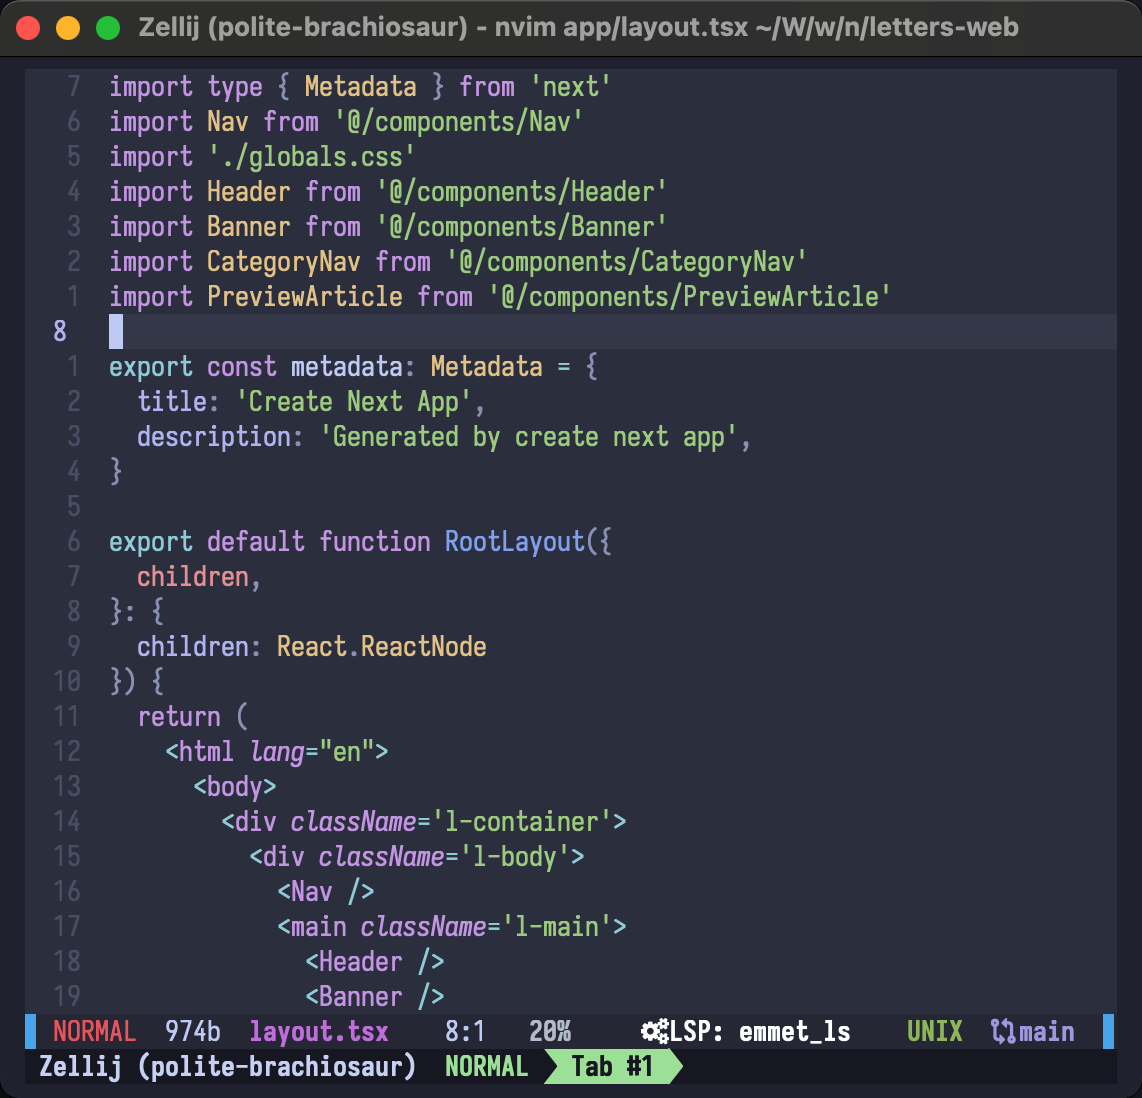 Zellij (polite-brachiosaur) - nvim app/layout.tsx ~/W/w/n/letters-web
7 import type { Metadata } from 'next'
6 import Nav from '@/components/Nav'
5 import './globals.css'
4 import Header from '@/components/Header'
3 import Banner from '@/components/Banner'
2 import CategoryNav from '@/components/CategoryNav'
1 import PreviewArticle from '@/components/PreviewArticle'
8
1 export const metadata: Metadata = {
2   title: 'Create Next App',
3   description: 'Generated by create next app',
4 }
5
6 export default function RootLayout({
7   children,
8 }: {
9   children: React.ReactNode
10 }) {
11   return (
12     <html lang="en">
13       <body>
14         <div className='l-container'>
15           <div className='l-body'>
16             <Nav />
17             <main className='l-main'>
18               <Header />
19               <Banner />
NORMAL 974b layout.tsx 8:1 20% LSP: emmet_ls UNIX main
Zellij (polite-brachiosaur) NORMAL Tab #1